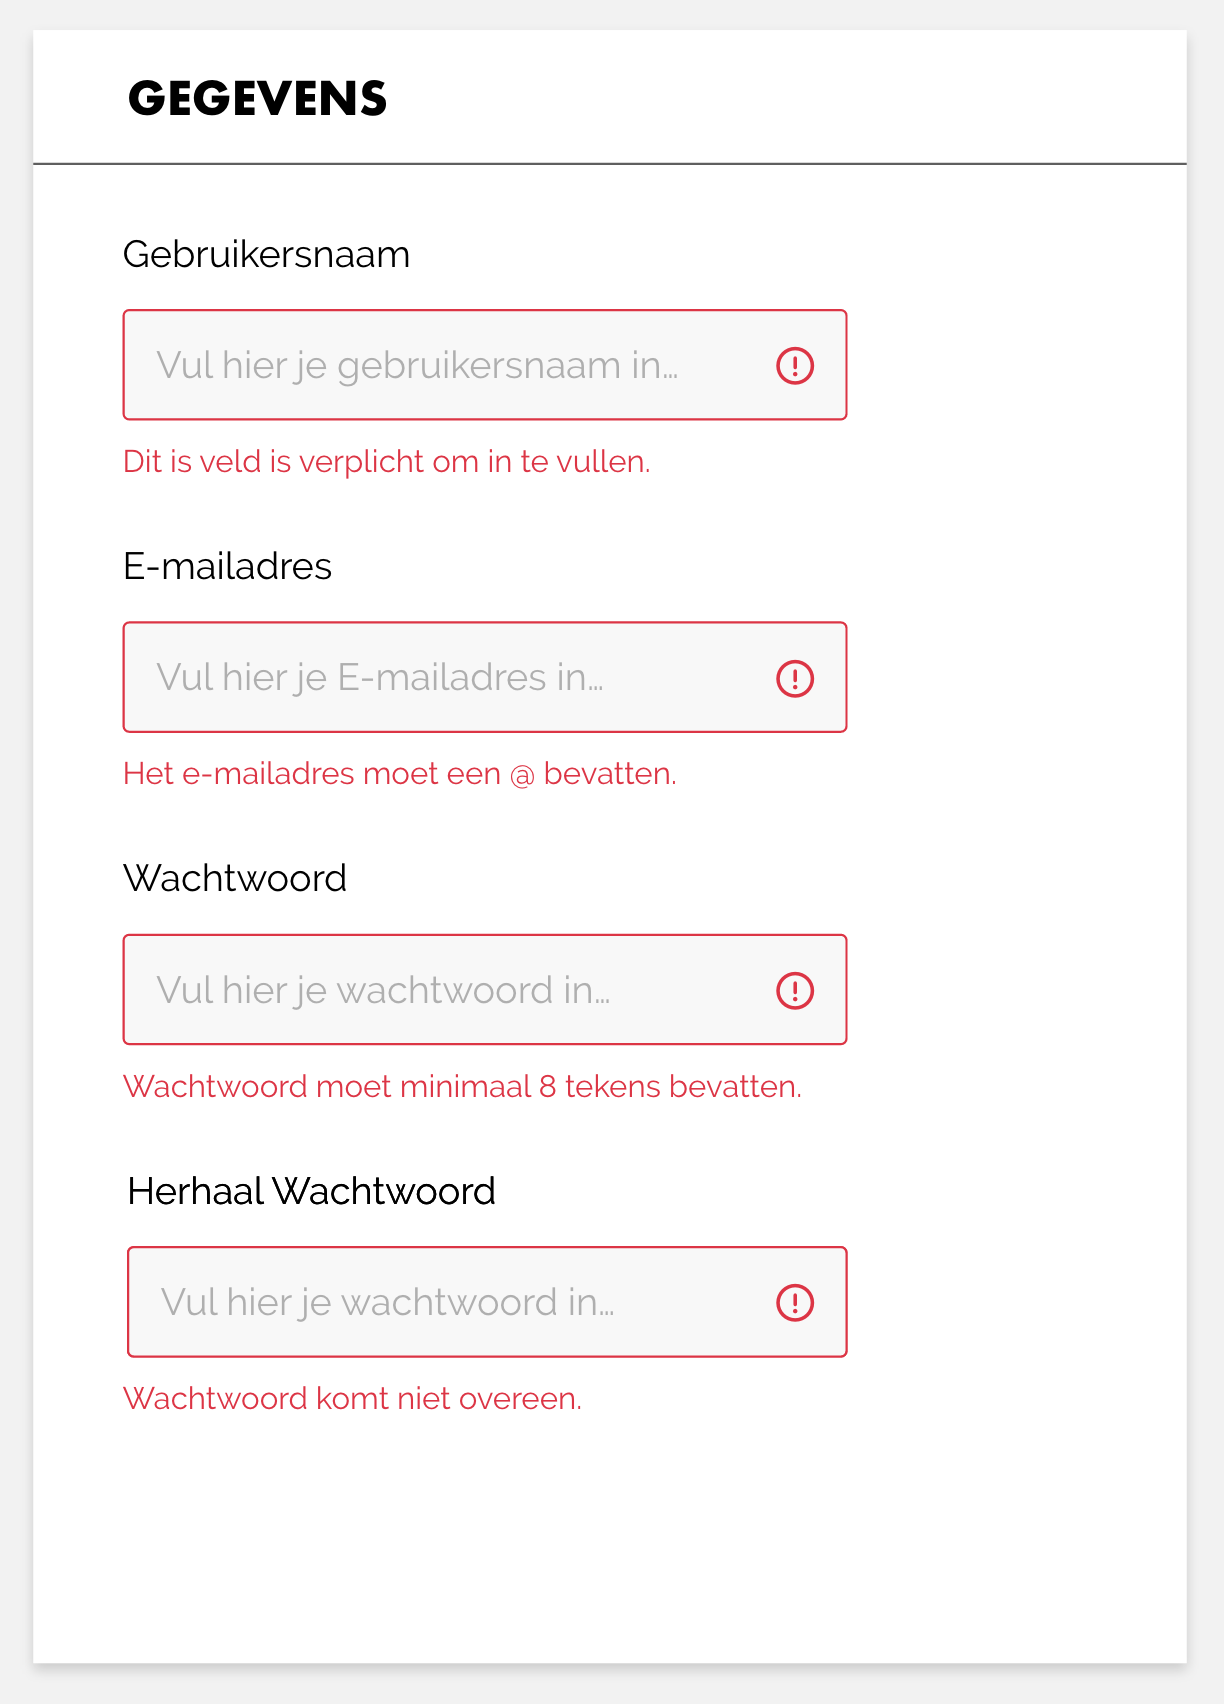 GEGEVENS
Gebruikersnaam
Vul hier je gebruikersnaam in...
Dit is veld is verplicht om in te vullen.
E-mailadres
Vul hier je E-mailadres in...
Het e-mailadres moet een @ bevatten.
Wachtwoord
Vul hier je wachtwoord in...
Wachtwoord moet minimaal 8 tekens bevatten.
Herhaal Wachtwoord
Vul hier je wachtwoord in...
Wachtwoord komt niet overeen.